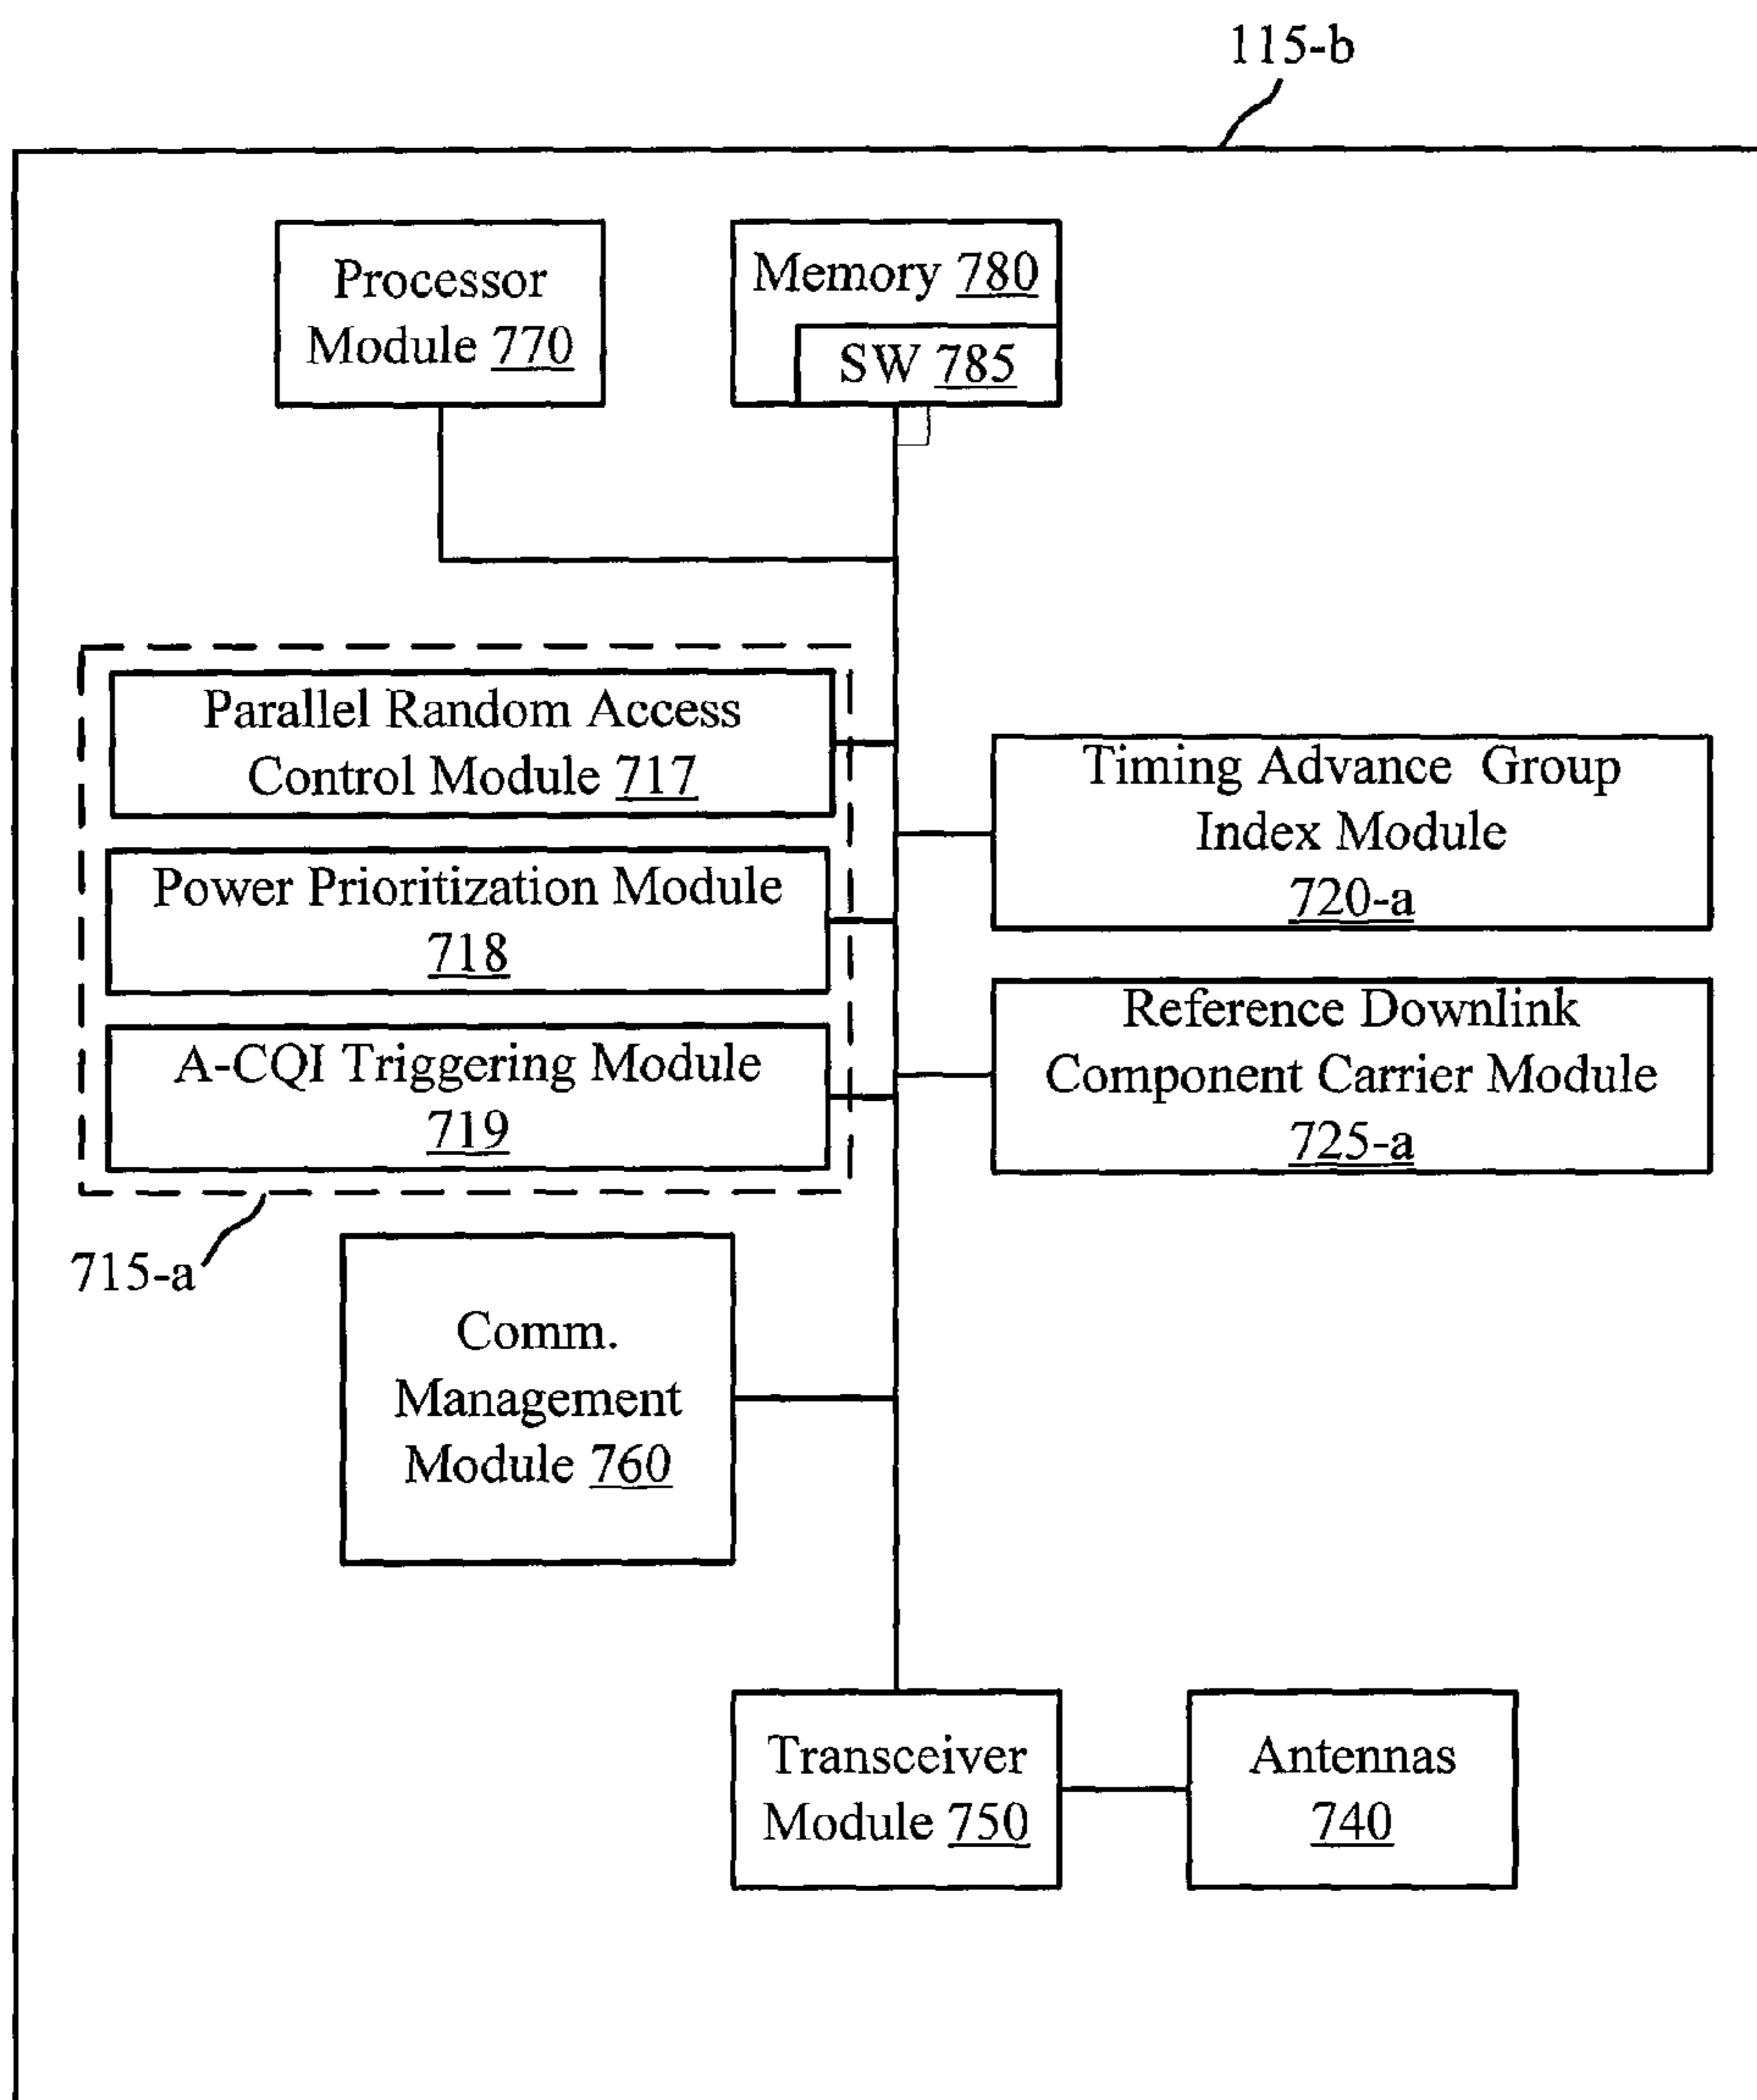 115-b
Processor
Module 770
Memory 780
SW 785
Parallel Random Access
Control Module 717
Power Prioritization Module
718
A-CQI Triggering Module
719
715-a
Timing Advance Group
Index Module
720-a
Reference Downlink
Component Carrier Module
725-a
Comm.
Management
Module 760
Transceiver
Module 750
Antennas
740